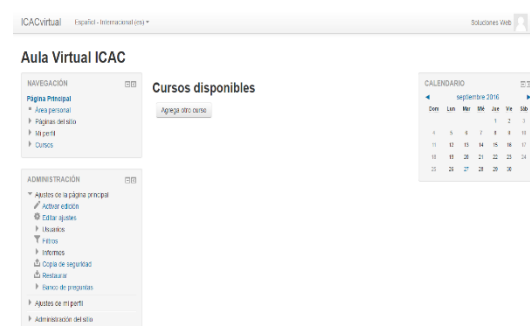 ICACvirtual Español - Internacional (es)
Soluciones Web
Aula Virtual ICAC
NAVEGACIÓN
Página Principal
Área personal
Páginas del sitio
Mi perfil
Cursos
ADMINISTRACIÓN
Ajustes de la página principal
Activar edición
Editar ajustes
Usuarios
Filtros
Informes
Copia de seguridad
Restaurar
Banco de preguntas
Ajustes de mi perfil
Administración del sitio
Cursos disponibles
Agregar otro curso
CALENDARIO
septiembre 2016
Dom Lun Mar Mié Jue Vie Sáb
1 2 3
4 5 6 7 8 9 10
11 12 13 14 15 16 17
18 19 20 21 22 23 24
25 26 27 28 29 30